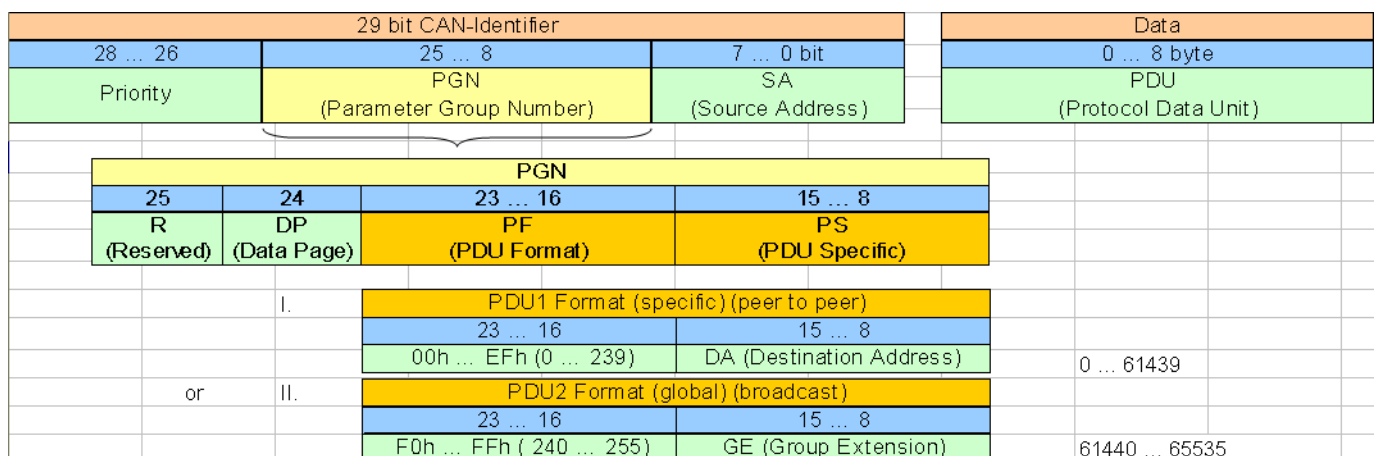 29 bit CAN-Identifier Data
28 ... 26 25 ... 8 7 ... 0 bit 0 ... 8 byte
Priority PGN SA PDU
(Parameter Group Number) (Source Address) (Protocol Data Unit)
PGN
25 24 23 ... 16 15 ... 8
R DP PF PS
(Reserved) (Data Page) (PDU Format) (PDU Specific)
I. PDU1 Format (specific) (peer to peer)
23 ... 16 15 ... 8
00h ... EFh (0 ... 239) DA (Destination Address) 0 ... 61439
or II. PDU2 Format (global) (broadcast)
23 ... 16 15 ... 8
F0h ... FFh ( 240 ... 255) GE (Group Extension) 61440 ... 65535